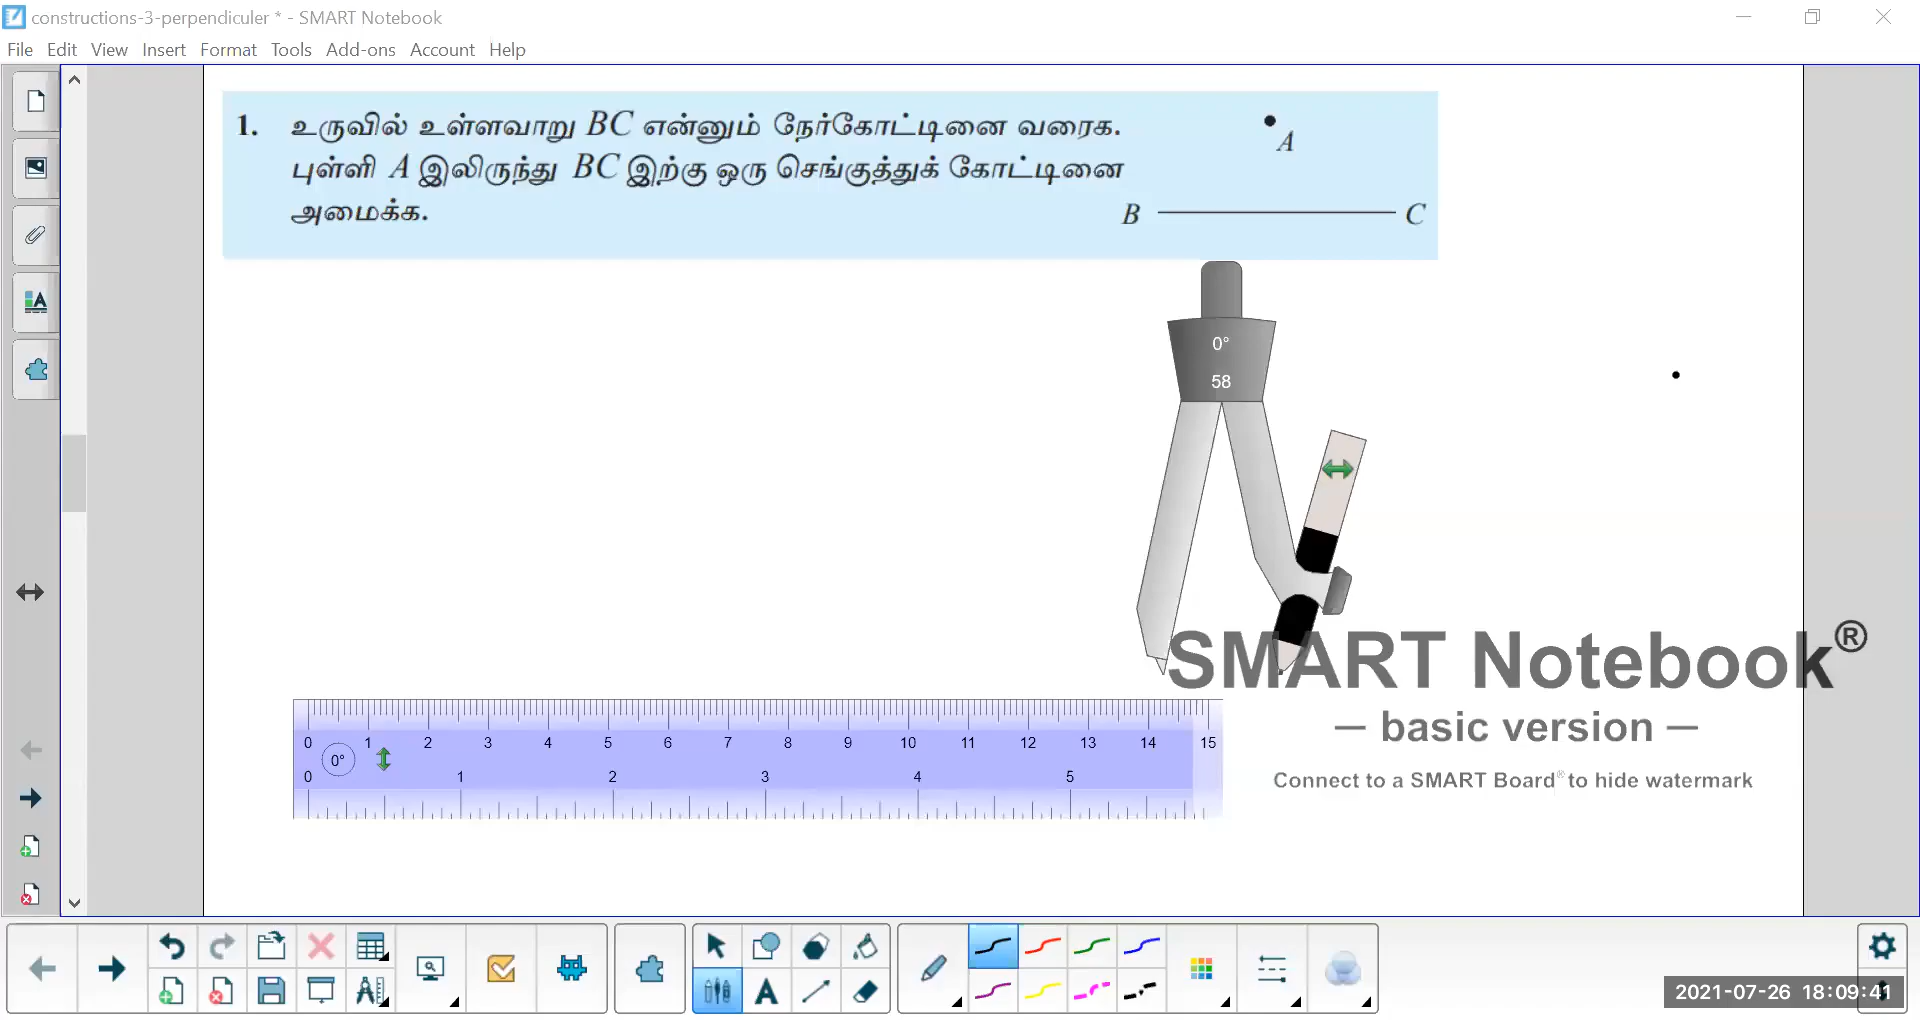 constructions-3-perpendiculer * - SMART Notebook
File Edit View Insert Format Tools Add-ons Account Help
1. உருவில் உள்ளவாறு BC என்னும் நேர்கோட்டினை வரைக.
புள்ளி A இலிருந்து BC இற்கு ஒரு செங்குத்துக் கோட்டினை
அமைக்க.
A
B C
0°
58
SMART Notebook®
— basic version —
Connect to a SMART Board® to hide watermark
0 1 2 3 4 5 6 7 8 9 10 11 12 13 14 15
0°
0 1 2 3 4 5
2021-07-26 18:09:41